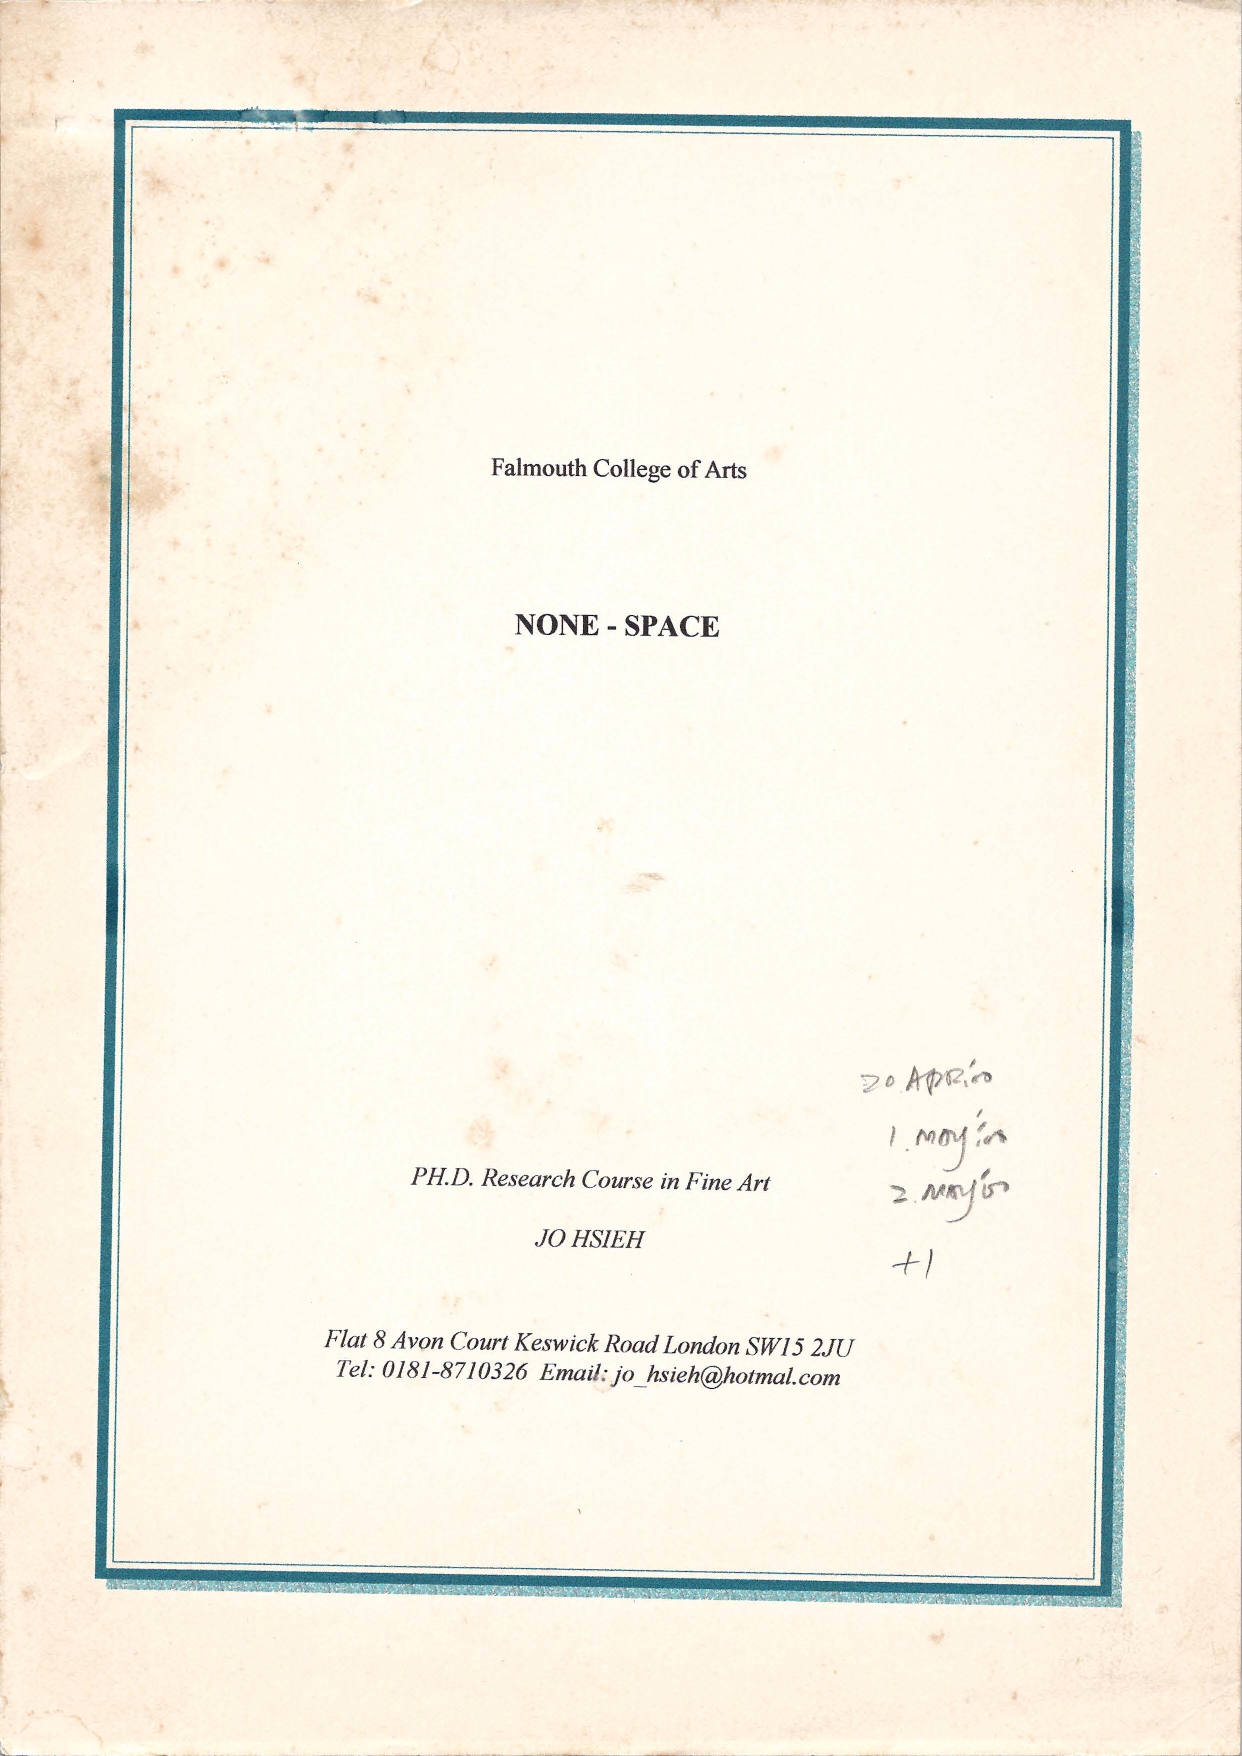 Falmouth College of Arts
NONE - SPACE
20 APR.'00
1. MAY '00
2. MAY '00
+1
PH.D. Research Course in Fine Art
JO HSIEH
Flat 8 Avon Court Keswick Road London SW15 2JU
Tel: 0181-8710326 Email: jo_hsieh@hotmal.com